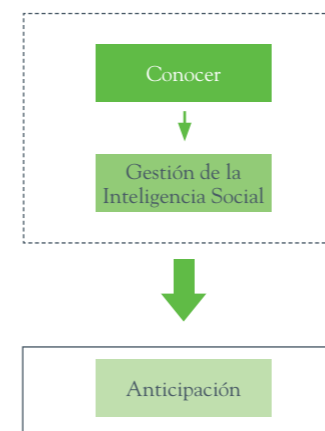 Conocer
Gestión de la
Inteligencia Social
Anticipación